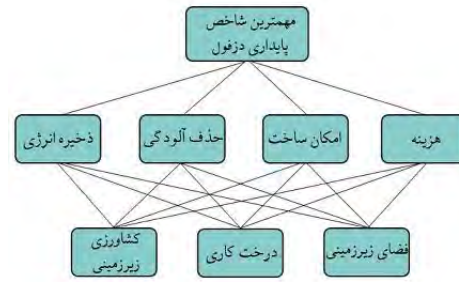 مهمترین شاخص
پایداری دزفول
هزینه
امکان ساخت
حذف آلودگی
ذخیره انرژی
فضای زیرزمینی
درخت کاری
کشاورزی
زیرزمینی